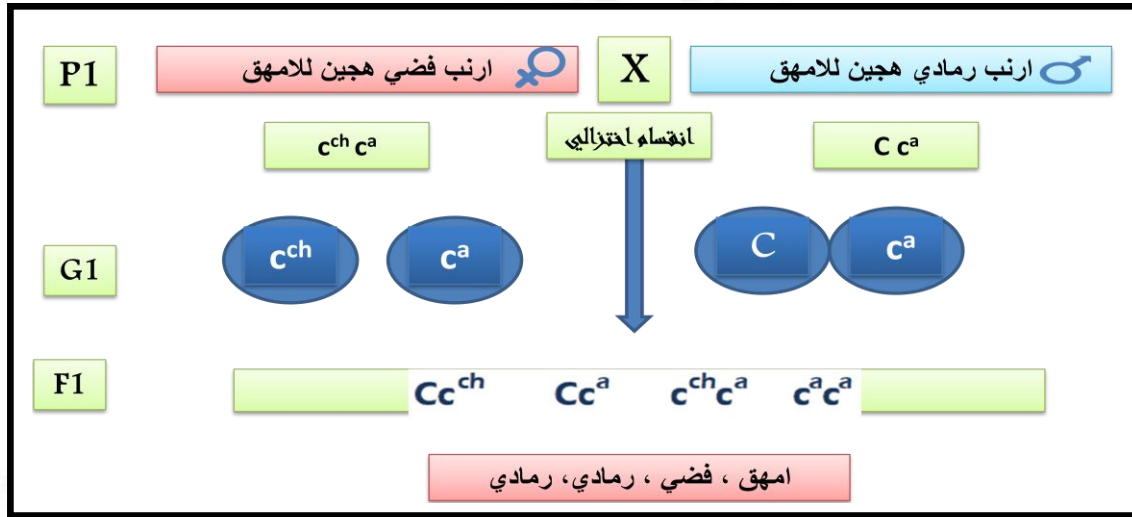 P1
ارنب فضي هجين للامهق
X
ارنب رمادي هجين للامهق
c^ch c^a
انقسام اختزالي
C c^a
G1
c^ch
c^a
C
c^a
F1
Cc^ch Cc^a c^chc^a c^ac^a
امهق ، فضي ، رمادي، رمادي